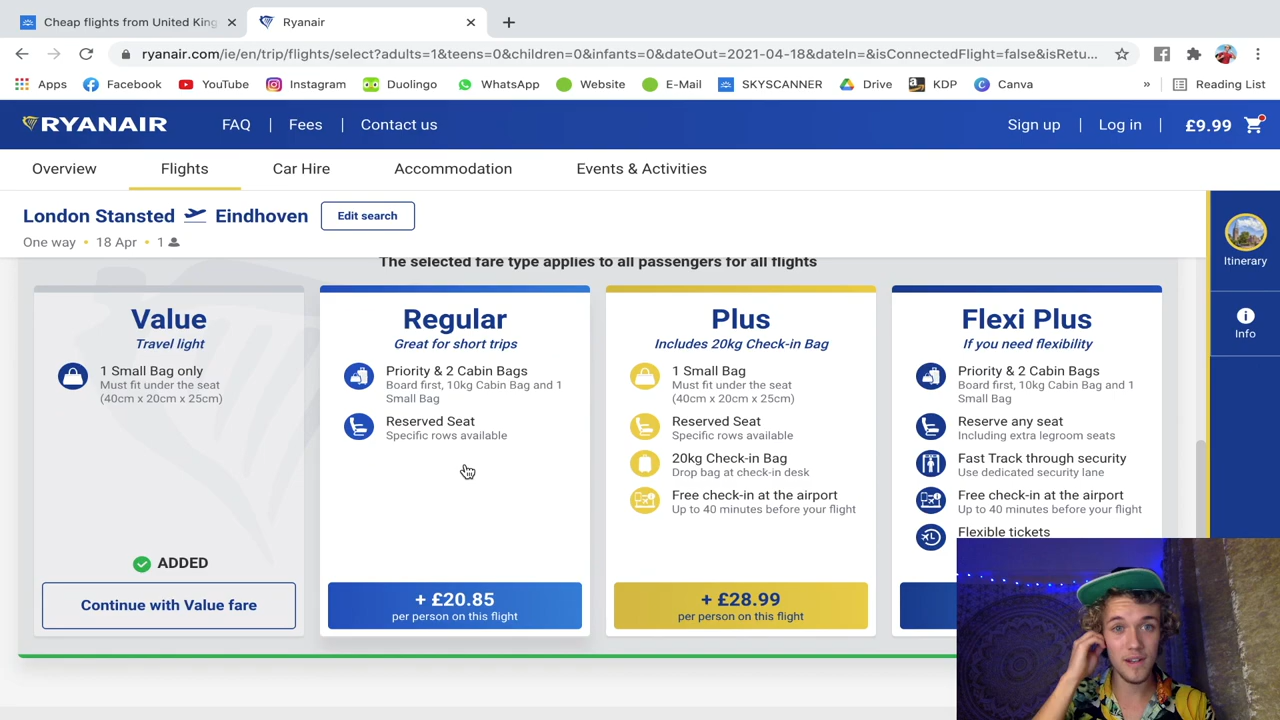 Cheap flights from United King
Ryanair
ryanair.com/ie/en/trip/flights/select?adults=1&teens=0&children=0&infants=0&dateOut=2021-04-18&dateIn=&isConnectedFlight=false&isRetu...
Apps
Facebook
YouTube
Instagram
Duolingo
WhatsApp
Website
E-Mail
SKYSCANNER
Drive
KDP
Canva
»
Reading List
RYANAIR
FAQ
Fees
Contact us
Sign up
Log in
£9.99
Overview
Flights
Car Hire
Accommodation
Events & Activities
London Stansted
Eindhoven
Edit search
One way • 18 Apr • 1
Itinerary
Info
The selected fare type applies to all passengers for all flights
Value
Travel light
1 Small Bag only
Must fit under the seat
(40cm x 20cm x 25cm)
ADDED
Continue with Value fare
Regular
Great for short trips
Priority & 2 Cabin Bags
Board first, 10kg Cabin Bag and 1
Small Bag
Reserved Seat
Specific rows available
+ £20.85
per person on this flight
Plus
Includes 20kg Check-in Bag
1 Small Bag
Must fit under the seat
(40cm x 20cm x 25cm)
Reserved Seat
Specific rows available
20kg Check-in Bag
Drop bag at check-in desk
Free check-in at the airport
Up to 40 minutes before your flight
+ £28.99
per person on this flight
Flexi Plus
If you need flexibility
Priority & 2 Cabin Bags
Board first, 10kg Cabin Bag and 1
Small Bag
Reserve any seat
Including extra legroom seats
Fast Track through security
Use dedicated security lane
Free check-in at the airport
Up to 40 minutes before your flight
Flexible tickets